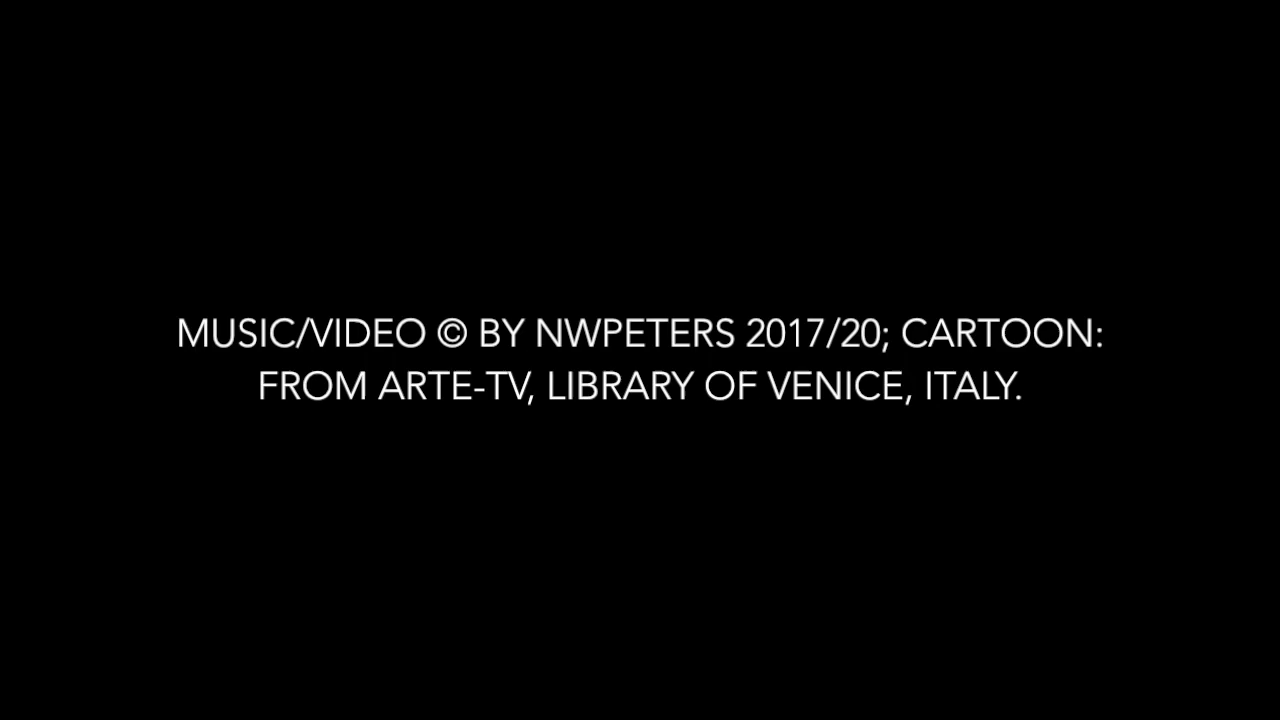 MUSIC/VIDEO © BY NWPETERS 2017/20; CARTOON:
FROM ARTE-TV, LIBRARY OF VENICE, ITALY.